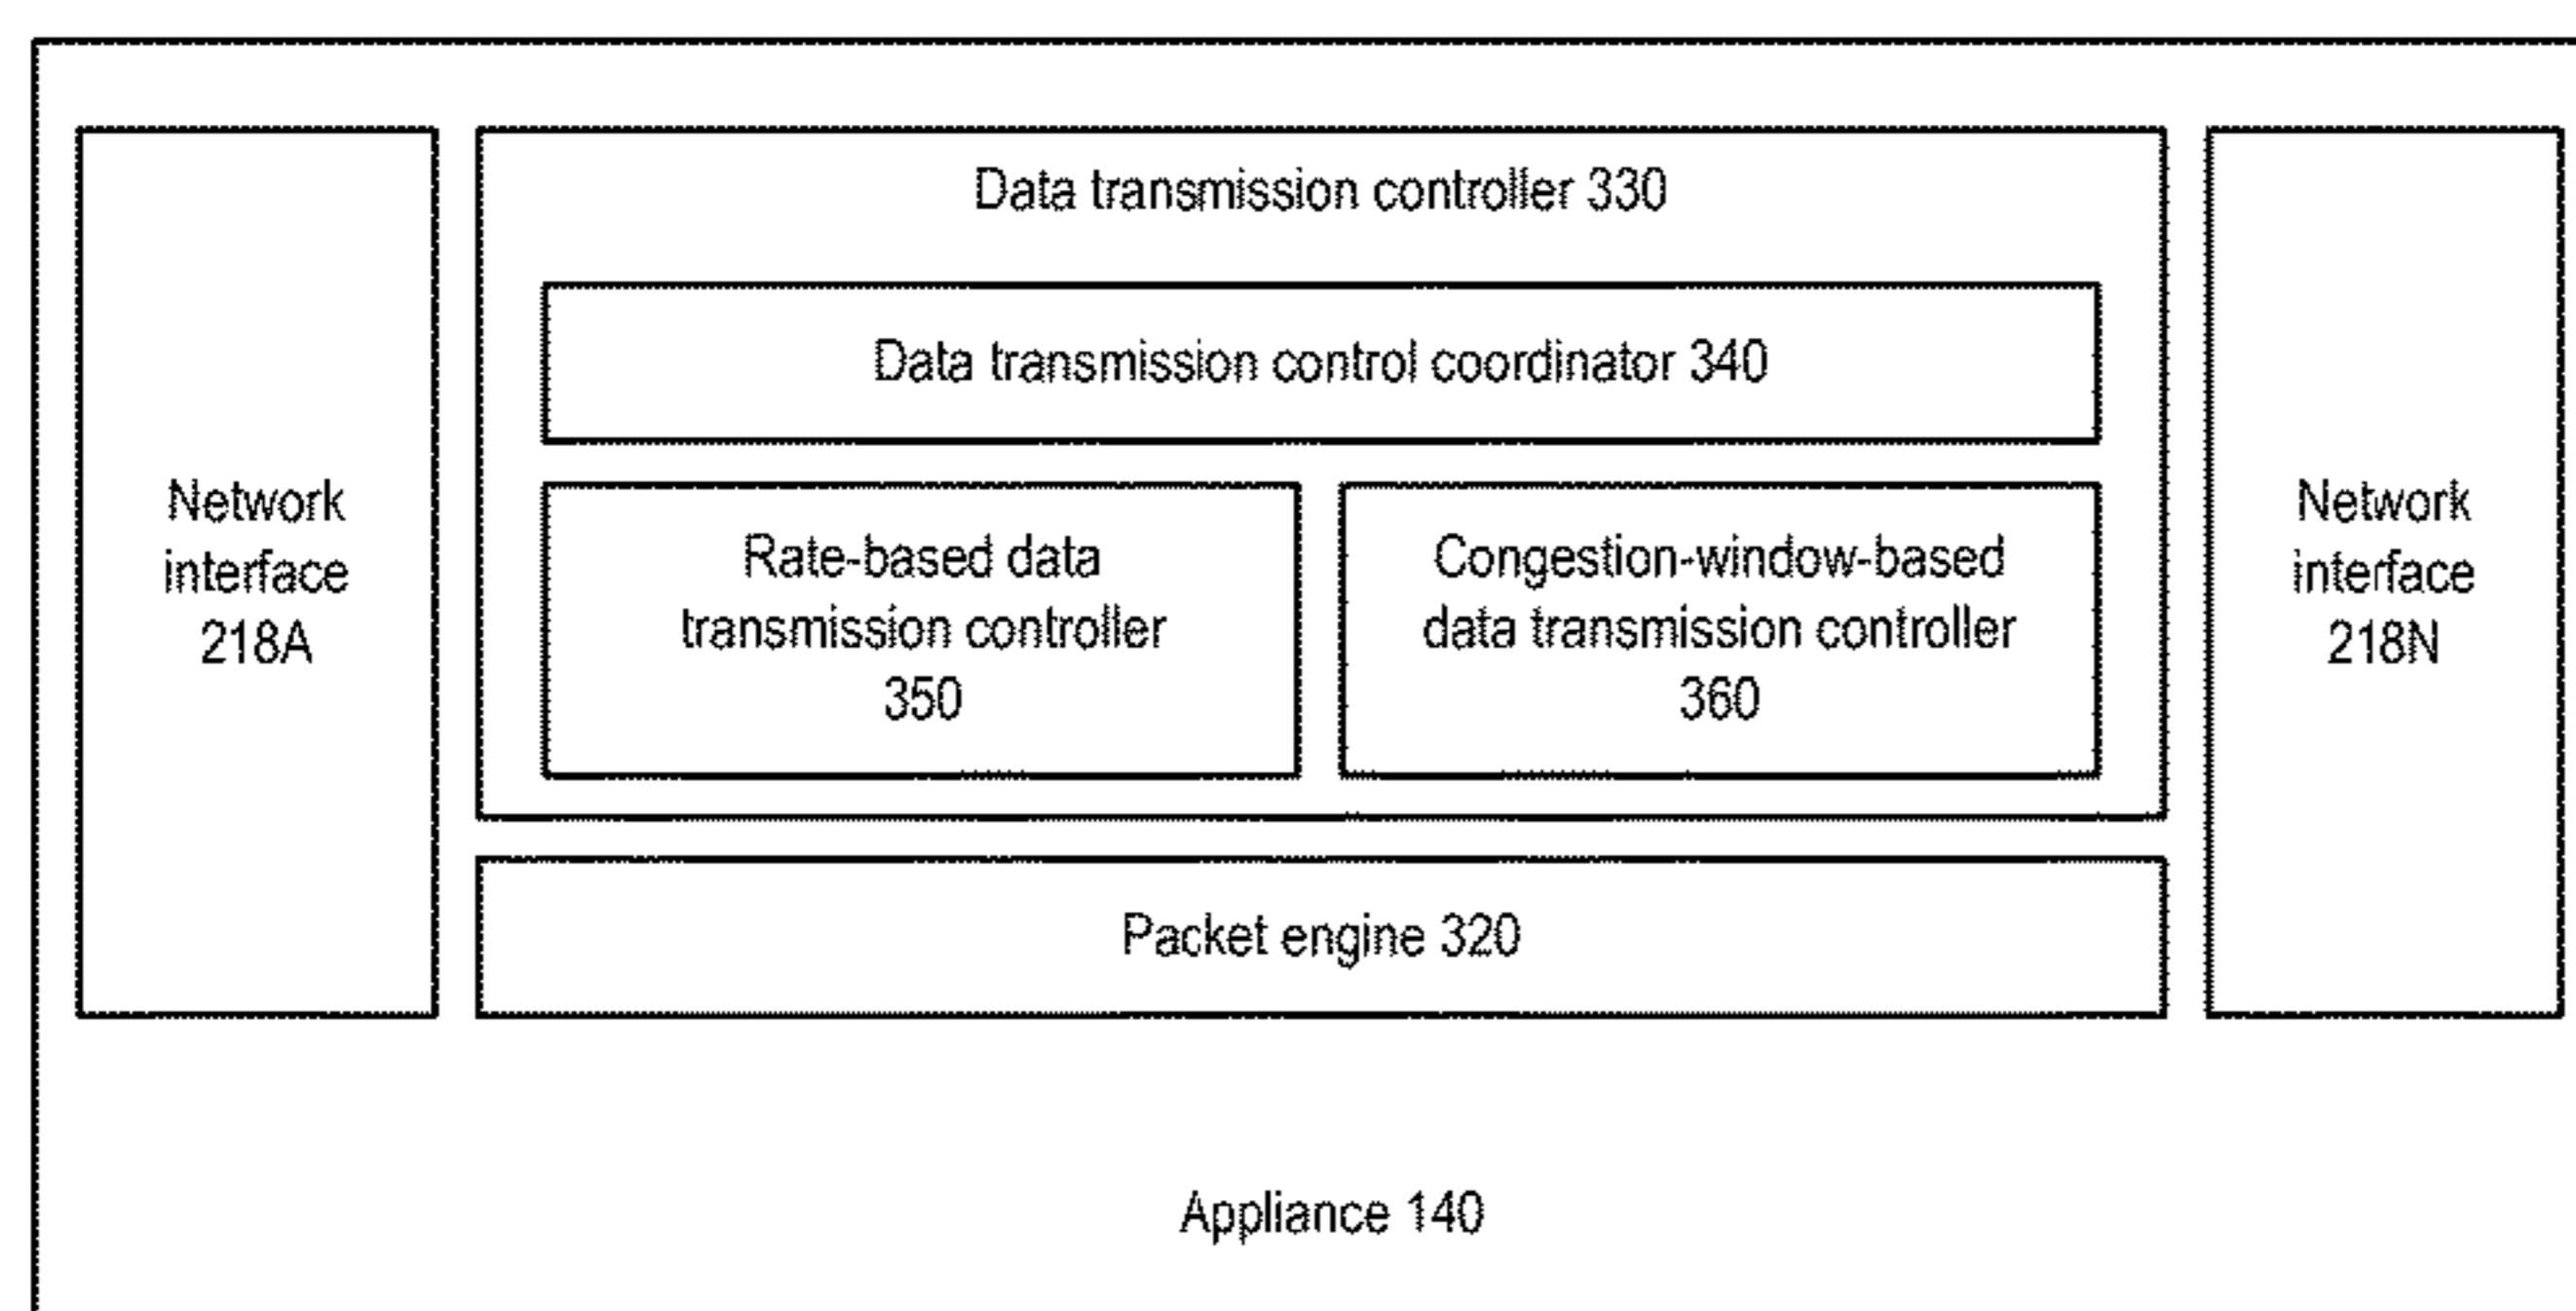 Data transmission controller 330
Data transmission control coordinator 340
Network
interface
218A
Rate-based data
transmission controller
350
Congestion-window-based
data transmission controller
360
Network
interface
218N
Packet engine 320
Appliance 140